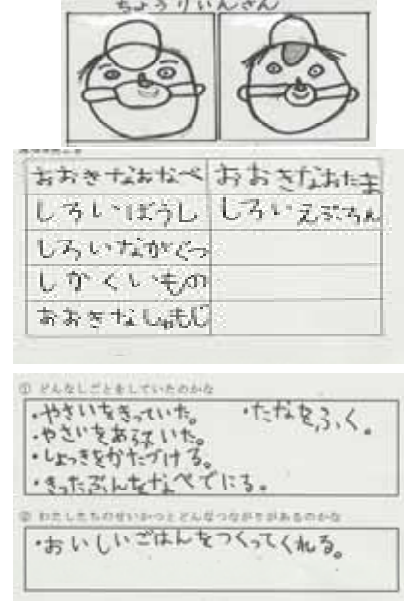 ちょうりいんさん
おおきなおなべ おおきなおたま
しろいぼうし しろいえぷろん
しろいながぐつ
しかくいもの
おおきなしゃもじ
① どんなしごとをしていたのかな
・やさいをきっていた。 ・たなをふく。
・やさいをあらいた。
・しょっきをかたづける。
・きったぶんをなべでにる。
② わたしたちのせいかつとどんなつながりがあるのかな
・おいしいごはんをつくってくれる。